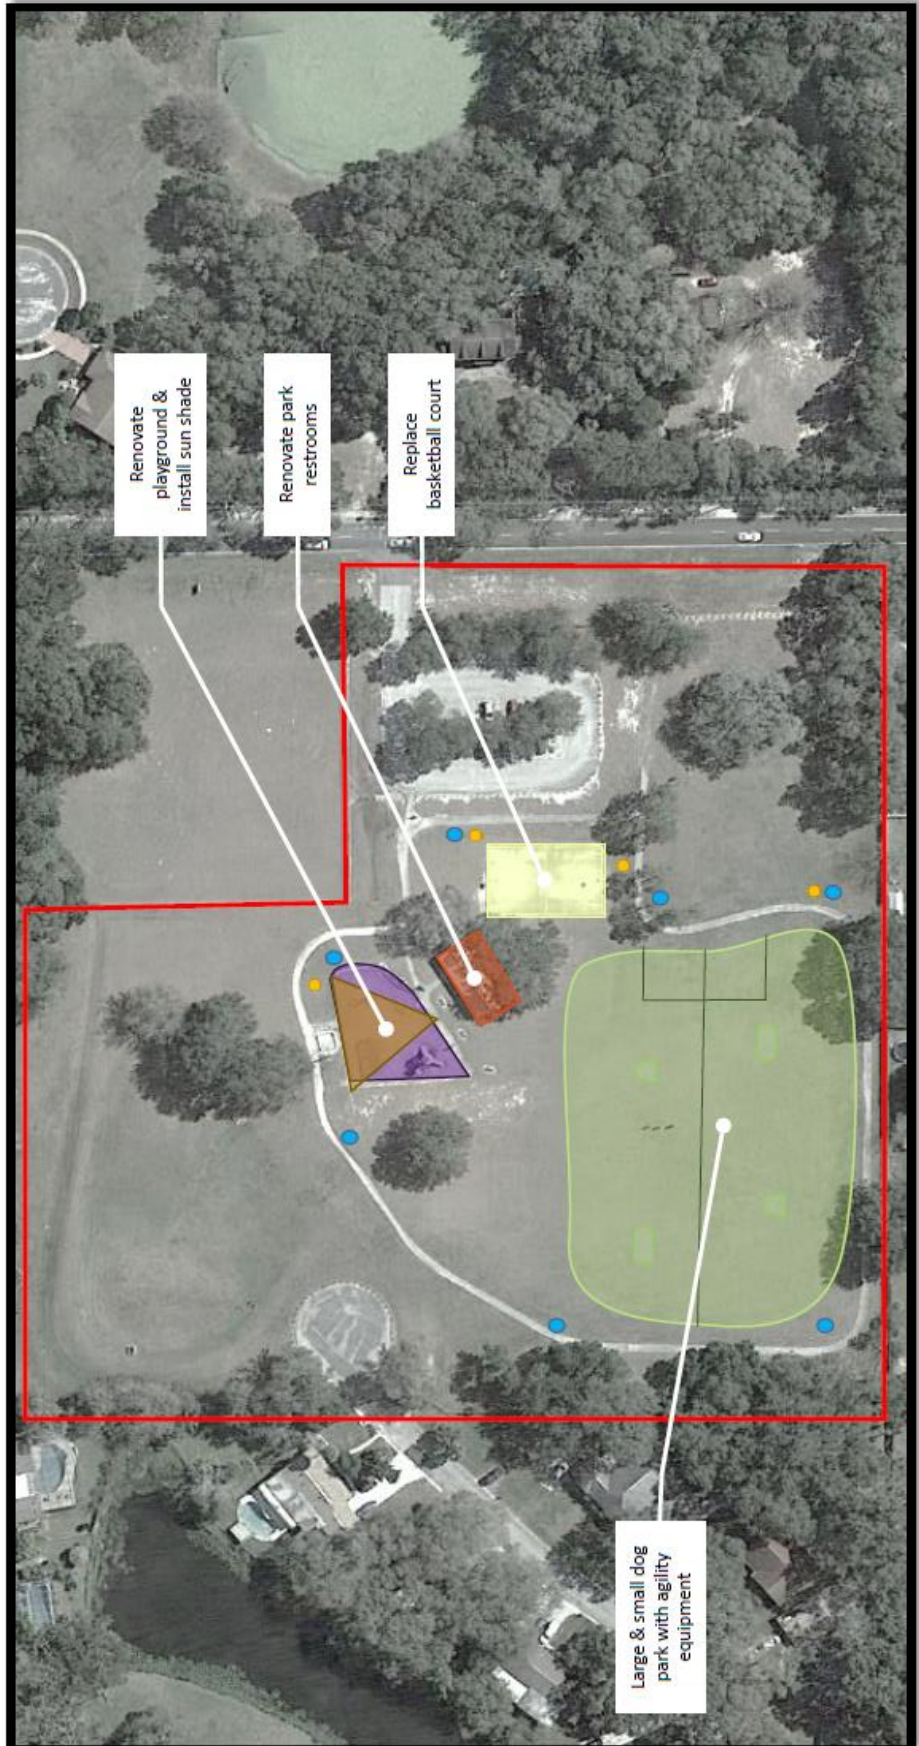 Renovate
playground &
install sun shade
Renovate park
restrooms
Replace
basketball court
Large & small dog
park with agility
equipment